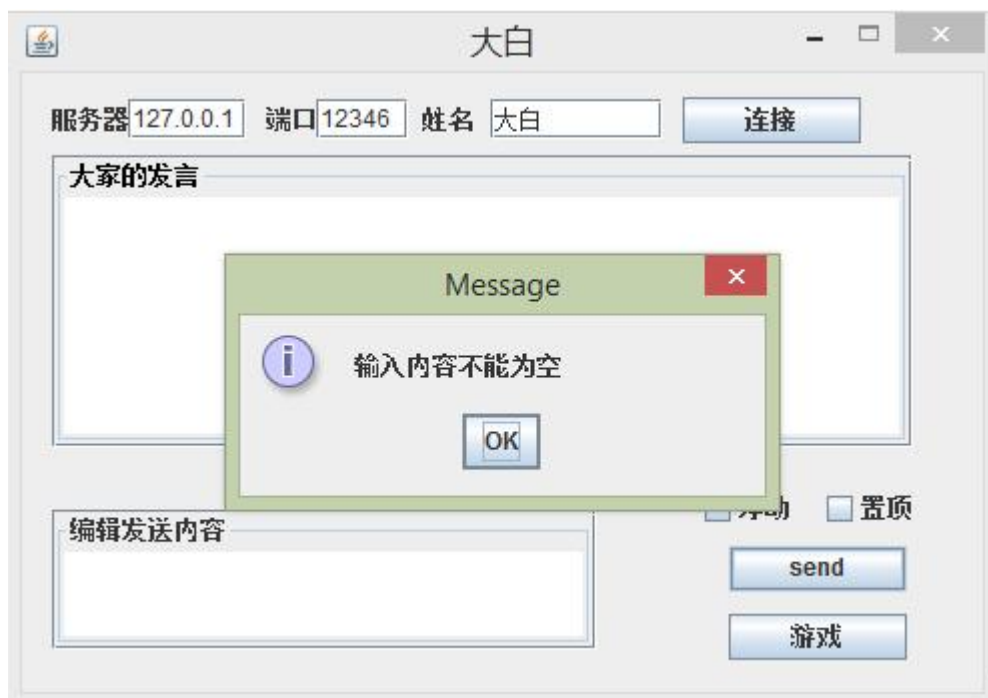 大白
服务器 127.0.0.1 端口 12346 姓名 大白 连接
大家的发言
Message
输入内容不能为空
OK
置顶
编辑发送内容
send
游戏